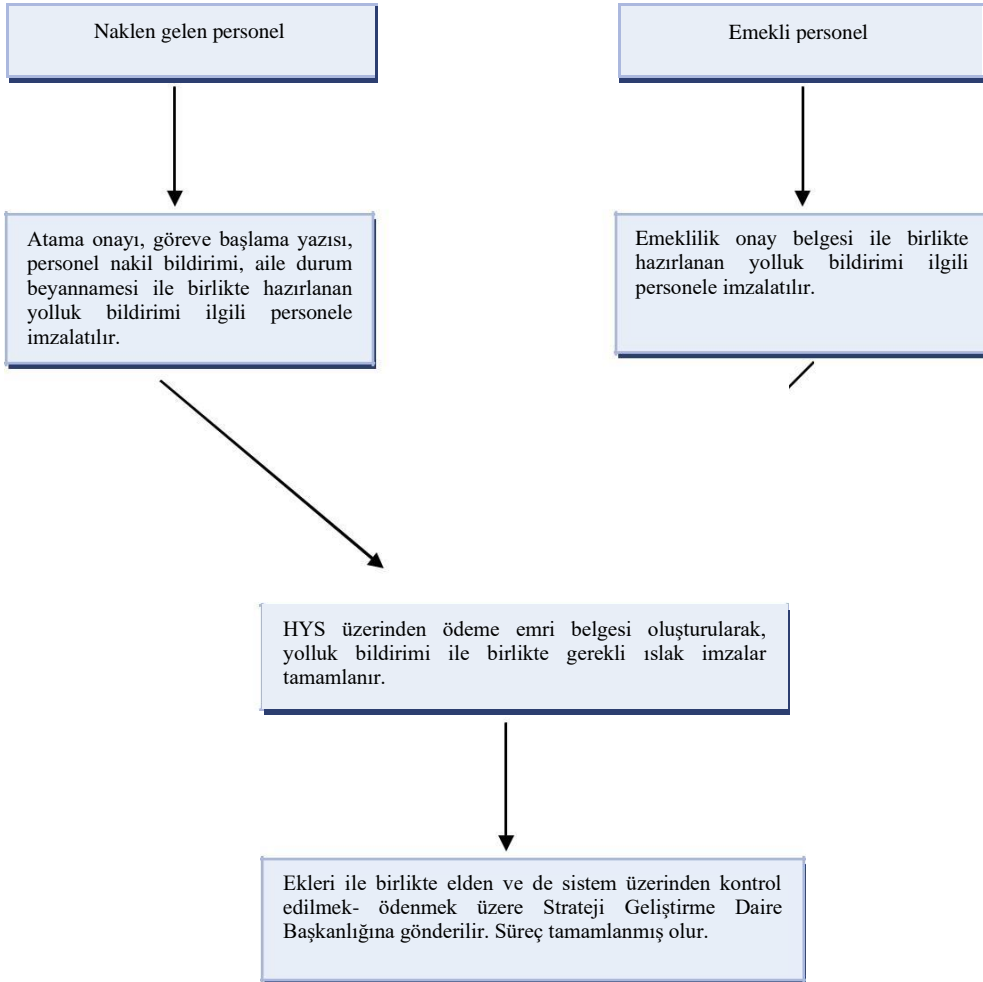 Naklen gelen personel
Emekli personel
Atama onayı, göreve başlama yazısı,
personel nakil bildirimi, aile durum
beyannamesi ile birlikte hazırlanan
yolluk bildirimi ilgili personele
imzalatılır.
Emeklilik onay belgesi ile birlikte
hazırlanan yolluk bildirimi ilgili
personele imzalatılır.
HYS üzerinden ödeme emri belgesi oluşturularak,
yolluk bildirimi ile birlikte gerekli ıslak imzalar
tamamlanır.
Ekleri ile birlikte elden ve de sistem üzerinden kontrol
edilmek- ödenmek üzere Strateji Geliştirme Daire
Başkanlığına gönderilir. Süreç tamamlanmış olur.